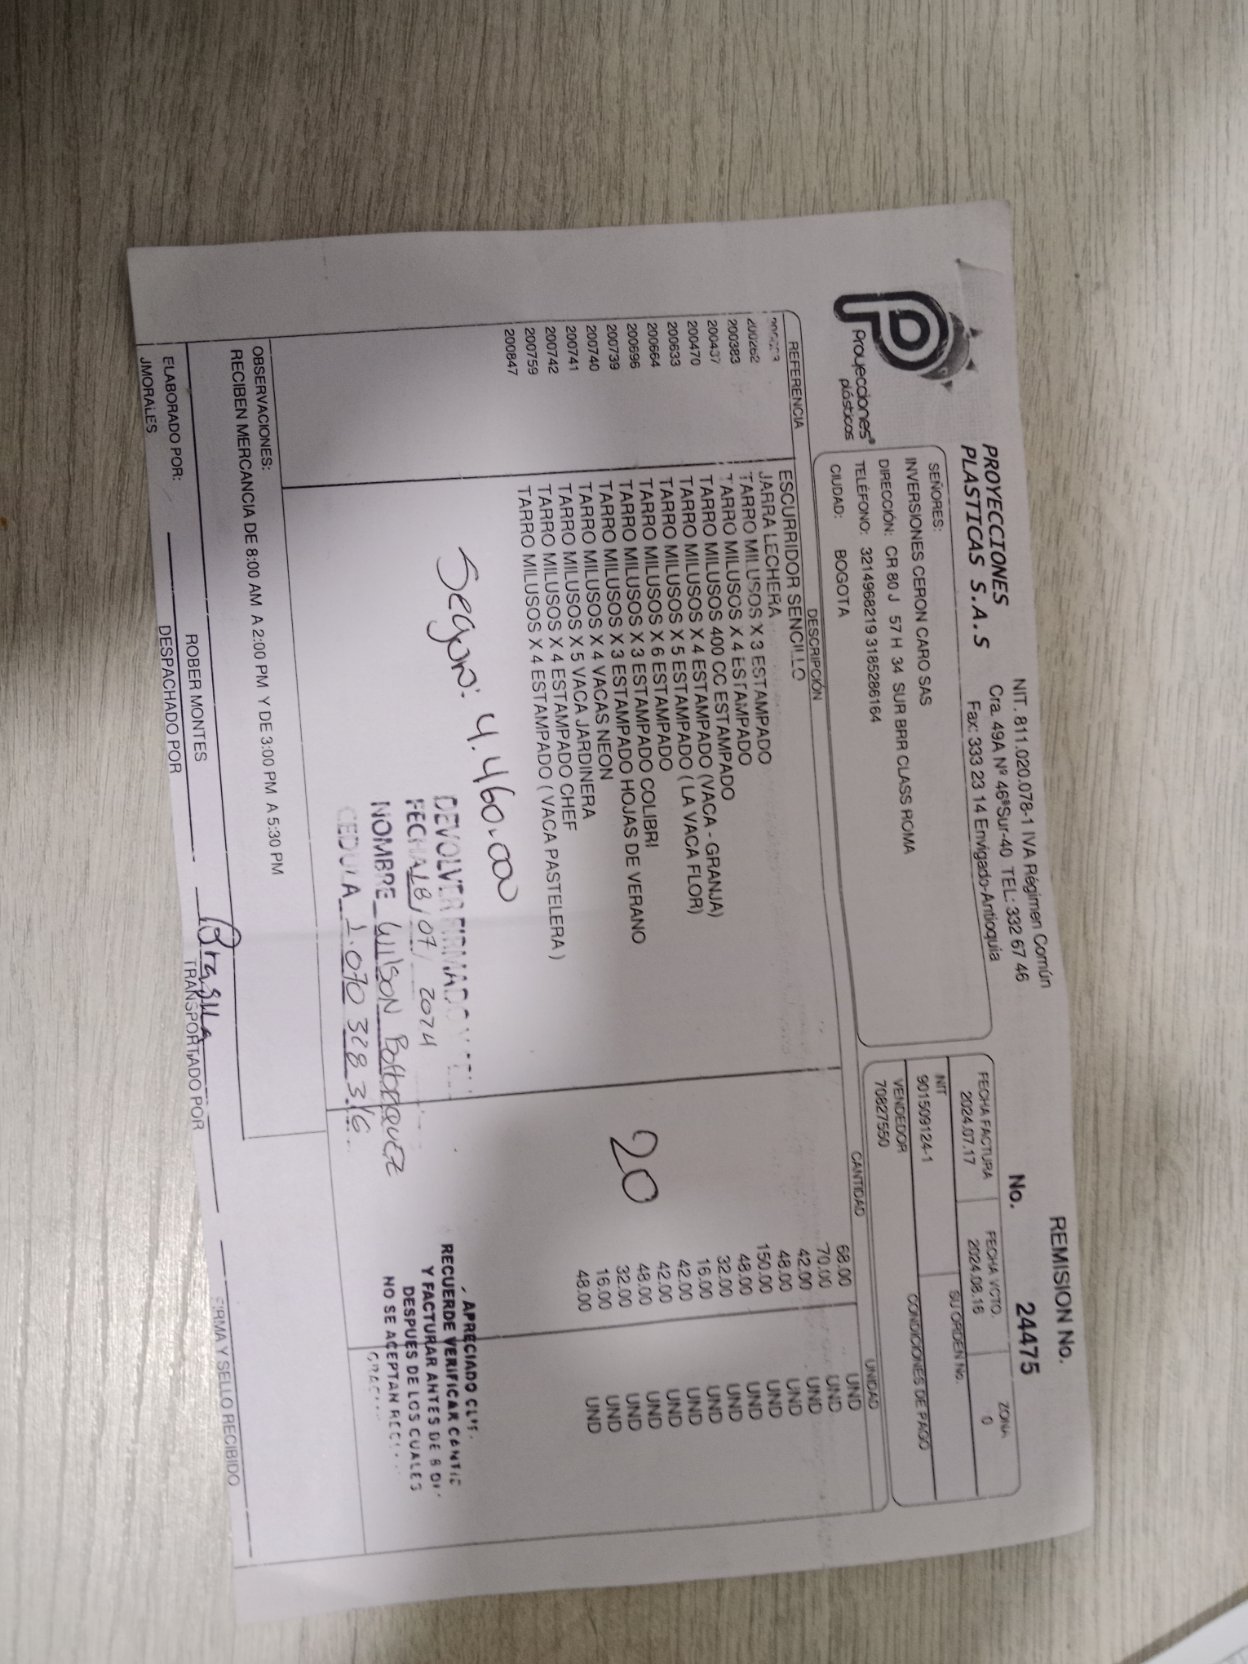 Proyecciones®
plásticos
PROYECCIONES
PLASTICAS S.A.S
NIT. 811.020.078-1 IVA Régimen Común
Cra. 49A Nº 46ªSur-40 TEL: 332 67 46
Fax: 333 23 14 Envigado-Antioquia
REMISION No.
No. 24475
SEÑORES:
INVERSIONES CERON CARO SAS
DIRECCIÓN: CR 80 J 57 H 34 SUR BRR CLASS ROMA
TELÉFONO: 3214968219 3185286164
CIUDAD: BOGOTA
FECHA FACTURA FECHA VCTO. ZONA
2024.07.17 2024.08.16 0
NIT SU ORDEN No.
901509124-1
VENDEDOR CONDICIONES DE PAGO
70827550
REFERENCIA DESCRIPCIÓN CANTIDAD UNIDAD
ESCURRIDOR SENCILLO 68.00 UND
200262 JARRA LECHERA 70.00 UND
200383 TARRO MILUSOS X 3 ESTAMPADO 42.00 UND
200437 TARRO MILUSOS X 4 ESTAMPADO 48.00 UND
200470 TARRO MILUSOS 400 CC ESTAMPADO 150.00 UND
200633 TARRO MILUSOS X 4 ESTAMPADO (VACA - GRANJA) 48.00 UND
200664 TARRO MILUSOS X 5 ESTAMPADO ( LA VACA FLOR) 32.00 UND
200696 TARRO MILUSOS X 6 ESTAMPADO 16.00 UND
200739 TARRO MILUSOS X 3 ESTAMPADO COLIBRI 42.00 UND
200740 TARRO MILUSOS X 3 ESTAMPADO HOJAS DE VERANO 42.00 UND
200741 TARRO MILUSOS X 4 VACAS NEON 48.00 UND
200742 TARRO MILUSOS X 5 VACA JARDINERA 32.00 UND
200759 TARRO MILUSOS X 4 ESTAMPADO CHEF 16.00 UND
200847 TARRO MILUSOS X 4 ESTAMPADO ( VACA PASTELERA ) 48.00 UND
20
Seguro: 4.460.000
DEVOLVER FIRMADO
FECHA 18/07/ 2024
NOMBRE Wilson
CEDULA 1.070 328 316
APRECIADO
RECUERDE VERIFICAR
Y FACTURAR ANTES DE 8
DESPUES DE LOS CUALES
NO SE ACEPTAN
OBSERVACIONES:
RECIBEN MERCANCIA DE 8:00 AM A 2:00 PM Y DE 3:00 PM A 5:30 PM
ROBER MONTES
ELABORADO POR: DESPACHADO POR TRANSPORTADO POR FIRMA Y SELLO RECIBIDO
JMORALES